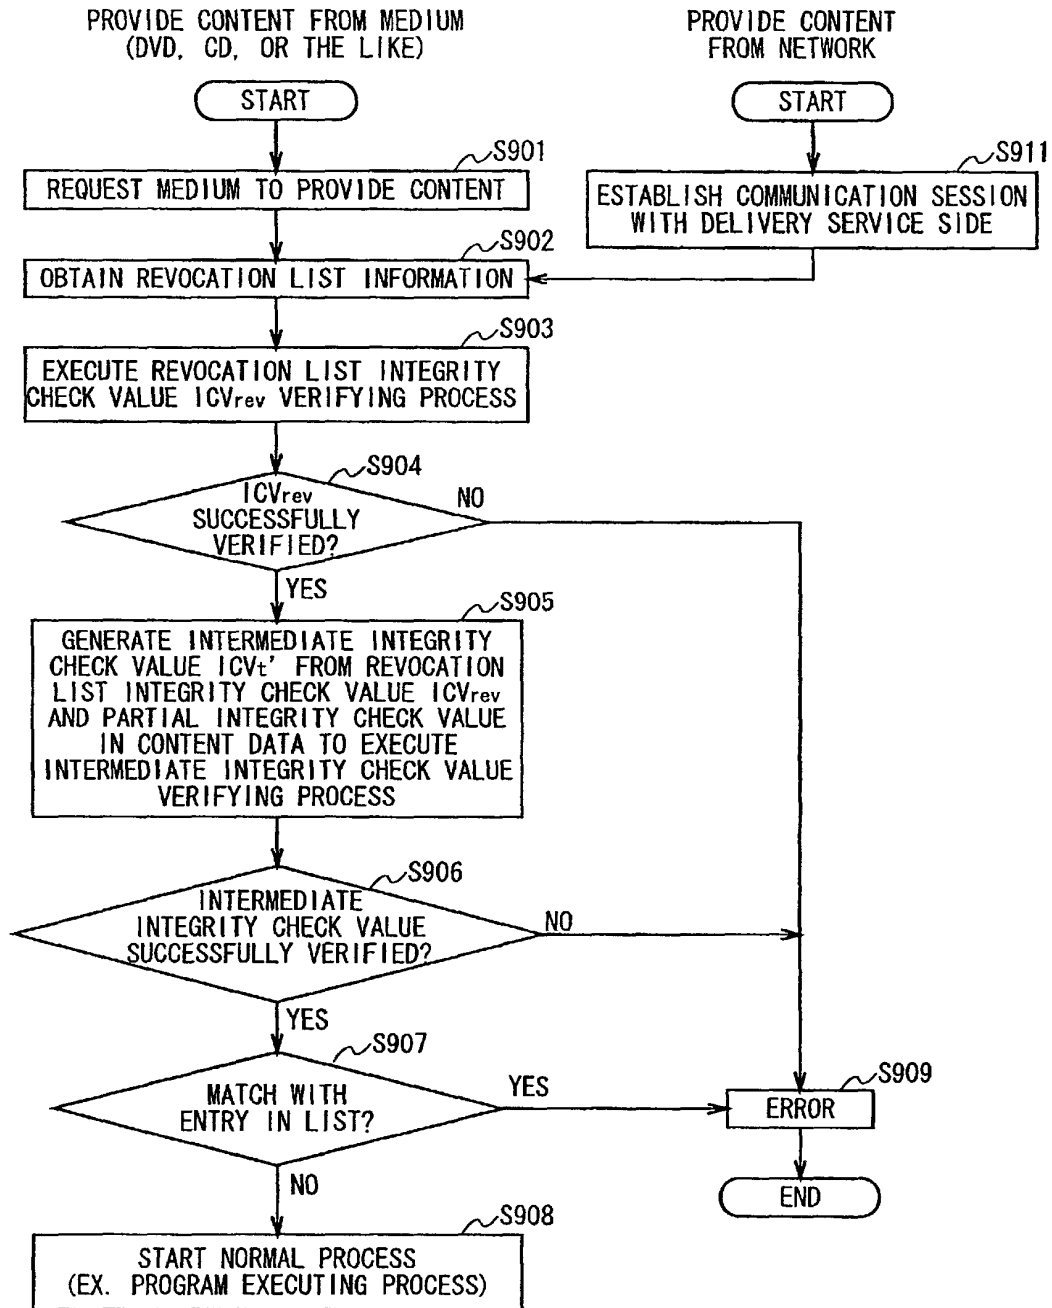 PROVIDE CONTENT FROM MEDIUM
(DVD, CD, OR THE LIKE)
PROVIDE CONTENT
FROM NETWORK
START
START
S901
REQUEST MEDIUM TO PROVIDE CONTENT
S911
ESTABLISH COMMUNICATION SESSION
WITH DELIVERY SERVICE SIDE
S902
OBTAIN REVOCATION LIST INFORMATION
S903
EXECUTE REVOCATION LIST INTEGRITY
CHECK VALUE ICVrev VERIFYING PROCESS
S904
ICVrev
SUCCESSFULLY
VERIFIED?
NO
YES
S905
GENERATE INTERMEDIATE INTEGRITY
CHECK VALUE ICVt' FROM REVOCATION
LIST INTEGRITY CHECK VALUE ICVrev
AND PARTIAL INTEGRITY CHECK VALUE
IN CONTENT DATA TO EXECUTE
INTERMEDIATE INTEGRITY CHECK VALUE
VERIFYING PROCESS
S906
INTERMEDIATE
INTEGRITY CHECK VALUE
SUCCESSFULLY VERIFIED?
NO
YES
S907
MATCH WITH
ENTRY IN LIST?
YES
S909
ERROR
NO
END
S908
START NORMAL PROCESS
(EX. PROGRAM EXECUTING PROCESS)